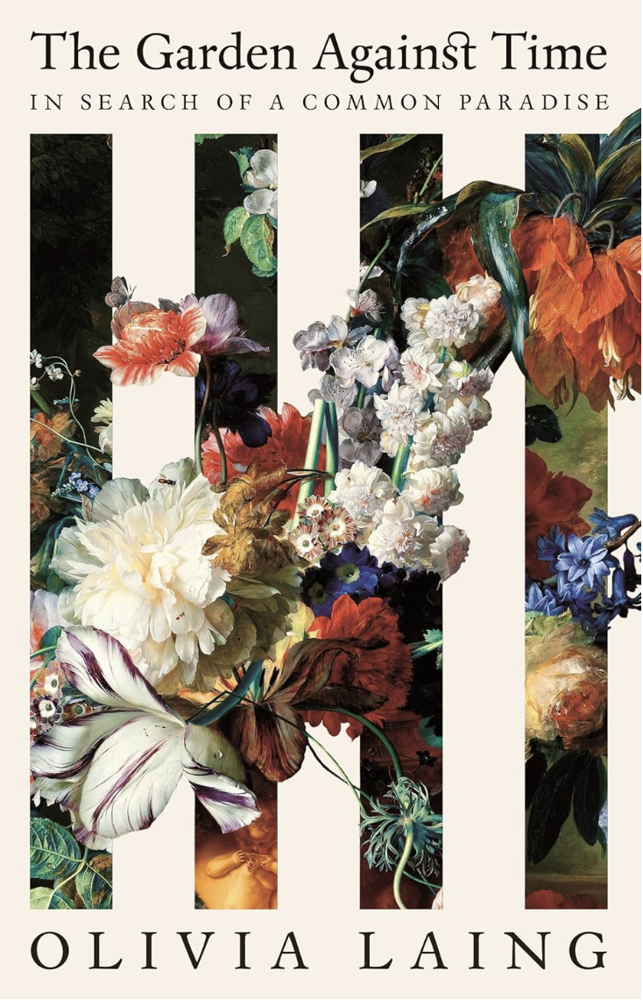 The Garden Against Time
IN SEARCH OF A COMMON PARADISE
OLIVIA LAING